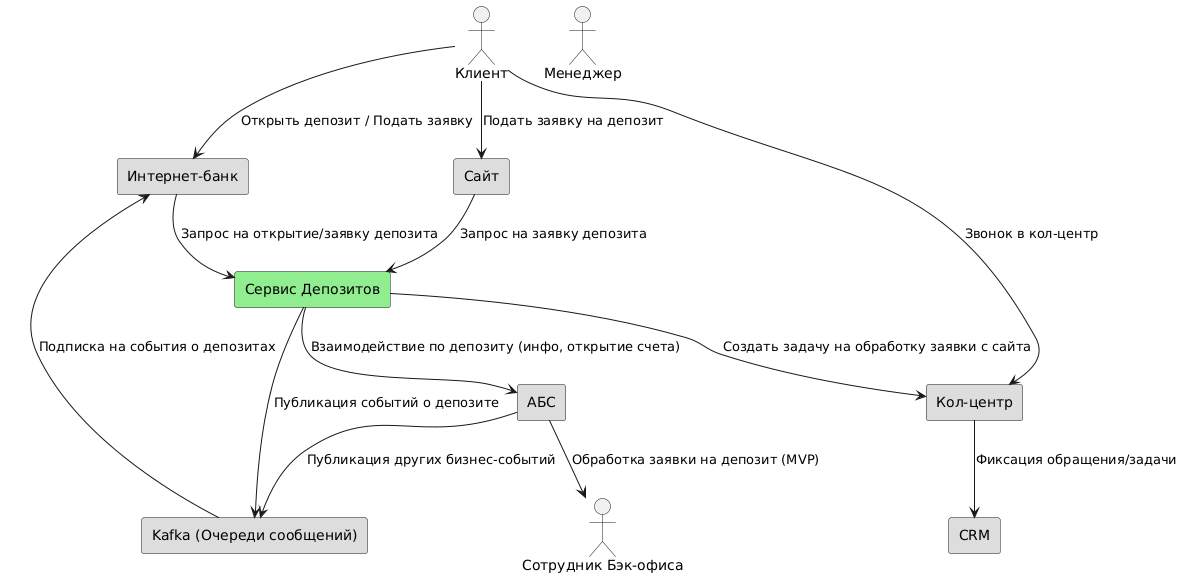 Клиент
Менеджер
Открыть депозит / Подать заявку
Подать заявку на депозит
Интернет-банк
Сайт
Запрос на открытие/заявку депозита
Запрос на заявку депозита
Звонок в кол-центр
Сервис Депозитов
Подписка на события о депозитах
Взаимодействие по депозиту (инфо, открытие счета)
Создать задачу на обработку заявки с сайта
Публикация событий о депозите
АБС
Кол-центр
Публикация других бизнес-событий
Обработка заявки на депозит (MVP)
Фиксация обращения/задачи
Kafka (Очереди сообщений)
CRM
Сотрудник Бэк-офиса